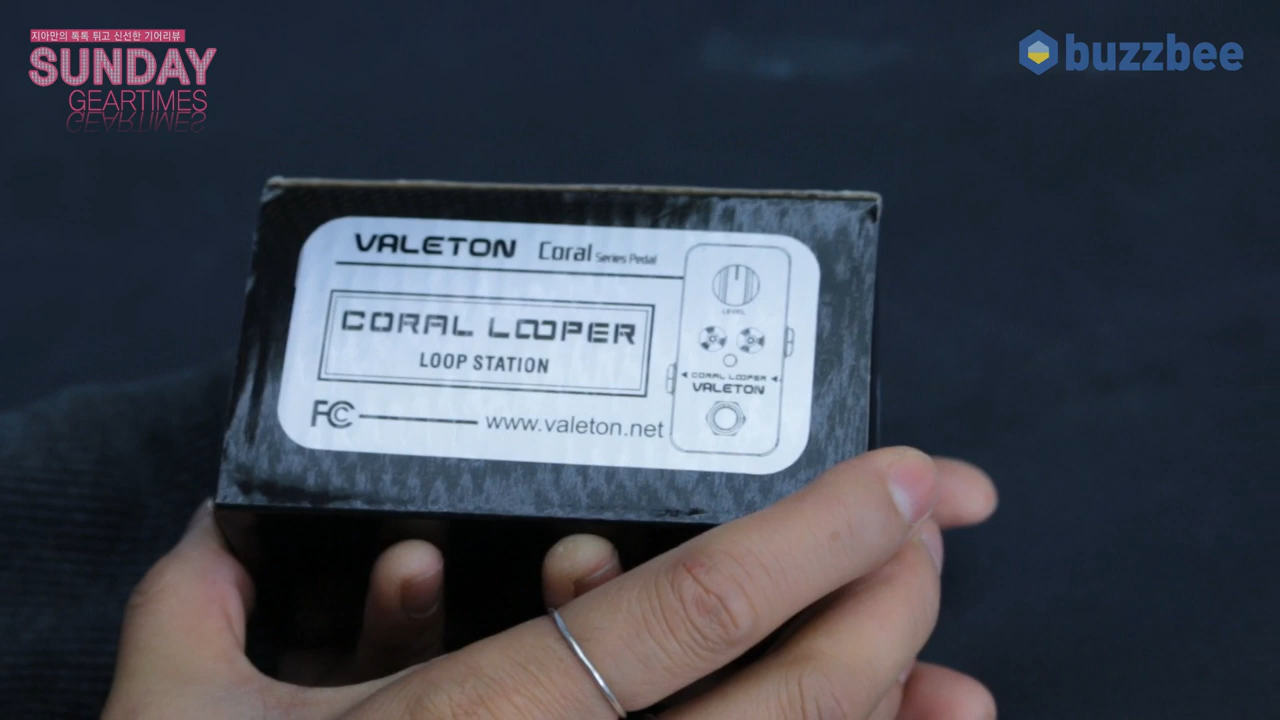 지아만의 톡톡 튀고 신선한 기어리뷰
SUNDAY
GEARTIMES
buzzbee
VALETON Coral Series Pedal
CORAL LOOPER
LOOP STATION
FCC www.valeton.net
LEVEL
CORAL LOOPER
VALETON